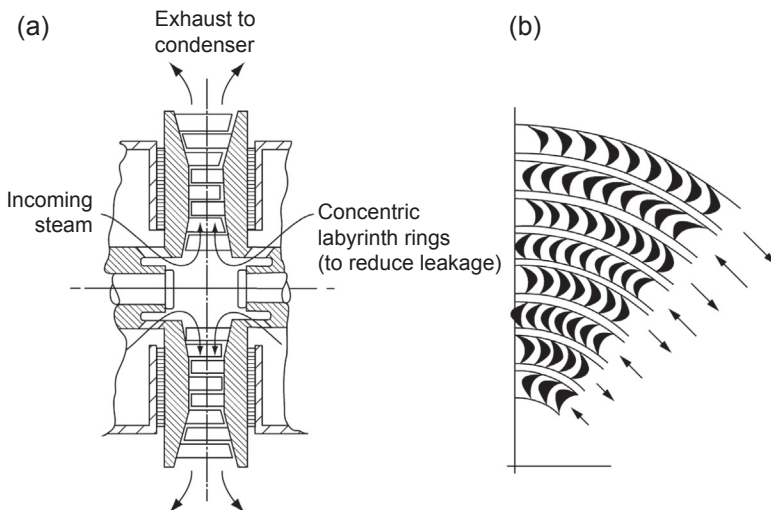 (a)
Exhaust to
condenser
Incoming
steam
Concentric
labyrinth rings
(to reduce leakage)
(b)